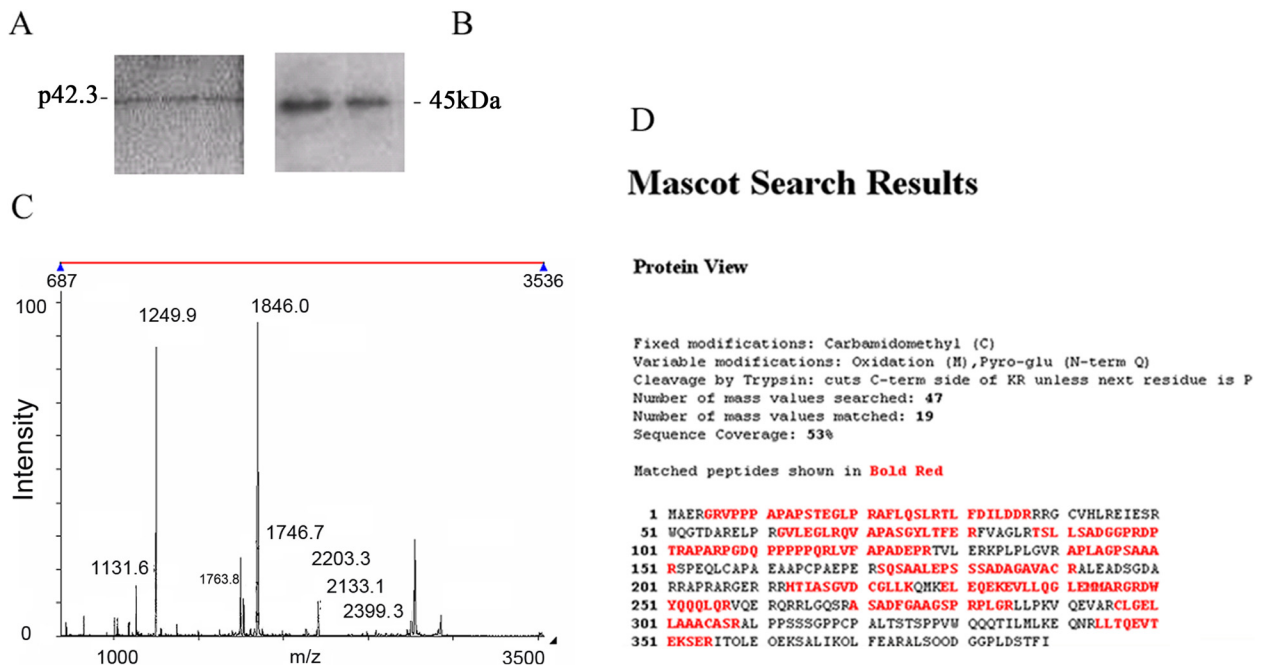 A
B
p42.3-
- 45kDa
C
687
3536
100
1249.9
1846.0
1746.7
2203.3
1131.6
1763.8
2133.1
2399.3
Intensity
0
1000
m/z
3500
D
Mascot Search Results
Protein View
Fixed modifications: Carbamidomethyl (C)
Variable modifications: Oxidation (M),Pyro-glu (N-term Q)
Cleavage by Trypsin: cuts C-term side of KR unless next residue is P
Number of mass values searched: 47
Number of mass values matched: 19
Sequence Coverage: 53%
Matched peptides shown in Bold Red
1 MAERGRVPPP APAPSTEGLP RAFLQSLRTL FDILDDRRRG CVHLREIESR
51 WQGTDARELP RGVLEGLRQV APASGYLTFE RFVAGLRTSL LSADGGPRDP
101 TRAPARPGDQ PPPPPQRLVF APADEPRTVL ERKPLPLGVR APLAGPSAAA
151 RSPEQLCAPA EAAPCPAEPE RSQSAALEPS SSADAGAVAC RALEADSGDA
201 RRAPRARGER RRHTIASGVD CGLLKQMKEL EQEKEVLLQG LEMMARGRDW
251 YQQQLQRVQE RQRRLGQSRA SADFGAAGSP RPLGRLLPKV QEVARCLGEL
301 LAAACASRAL PPSSSGPPCP ALTSTSPPVW QQQTILMLKE QNRLLTQEVT
351 EKSERITOLE OEKSALIKOL FEARALSOOD GGPLDSTFI